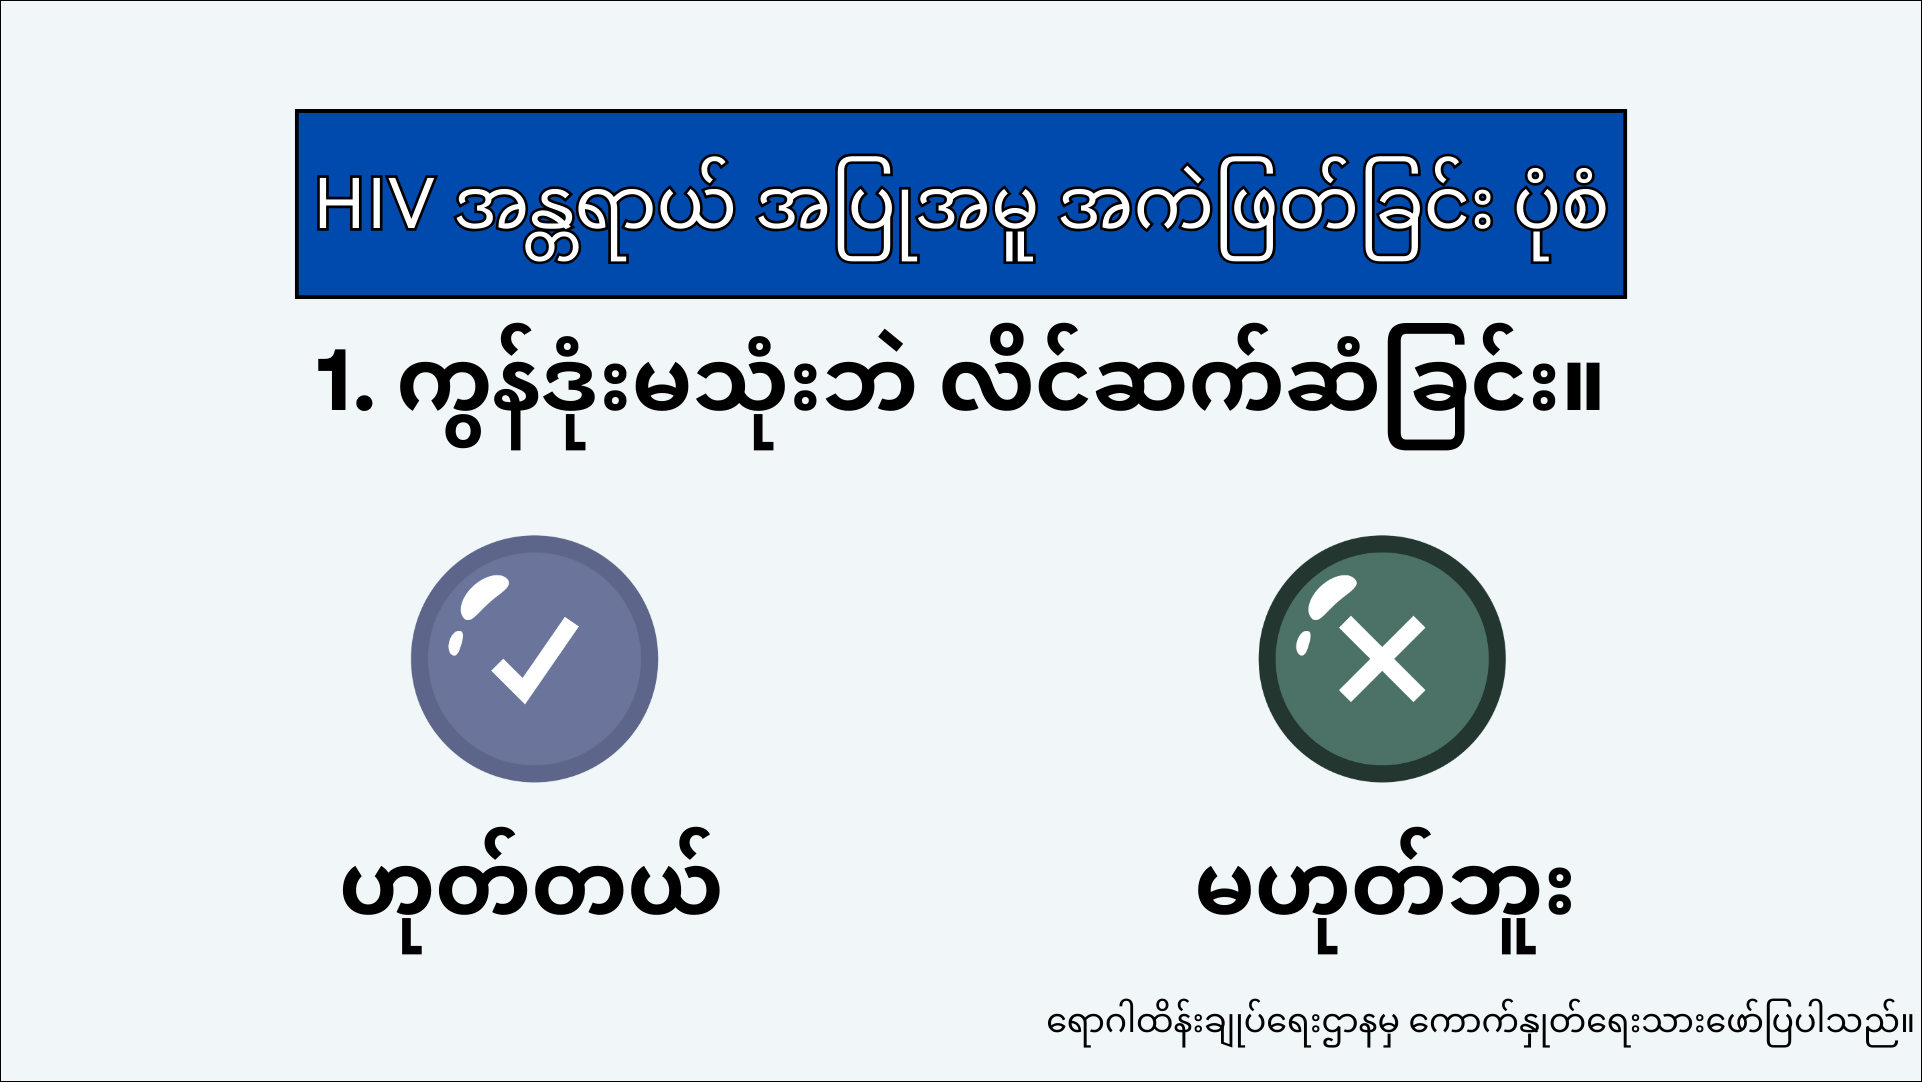 HIV အန္တရာယ် အပြုအမူ အကဲဖြတ်ခြင်း ပုံစံ
1. ကွန်ဒုံးမသုံးဘဲ လိင်ဆက်ဆံခြင်း။
ဟုတ်တယ် မဟုတ်ဘူး
ရောဂါထိန်းချုပ်ရေးဌာနမှ ကောက်နှုတ်ရေးသားဖော်ပြပါသည်။